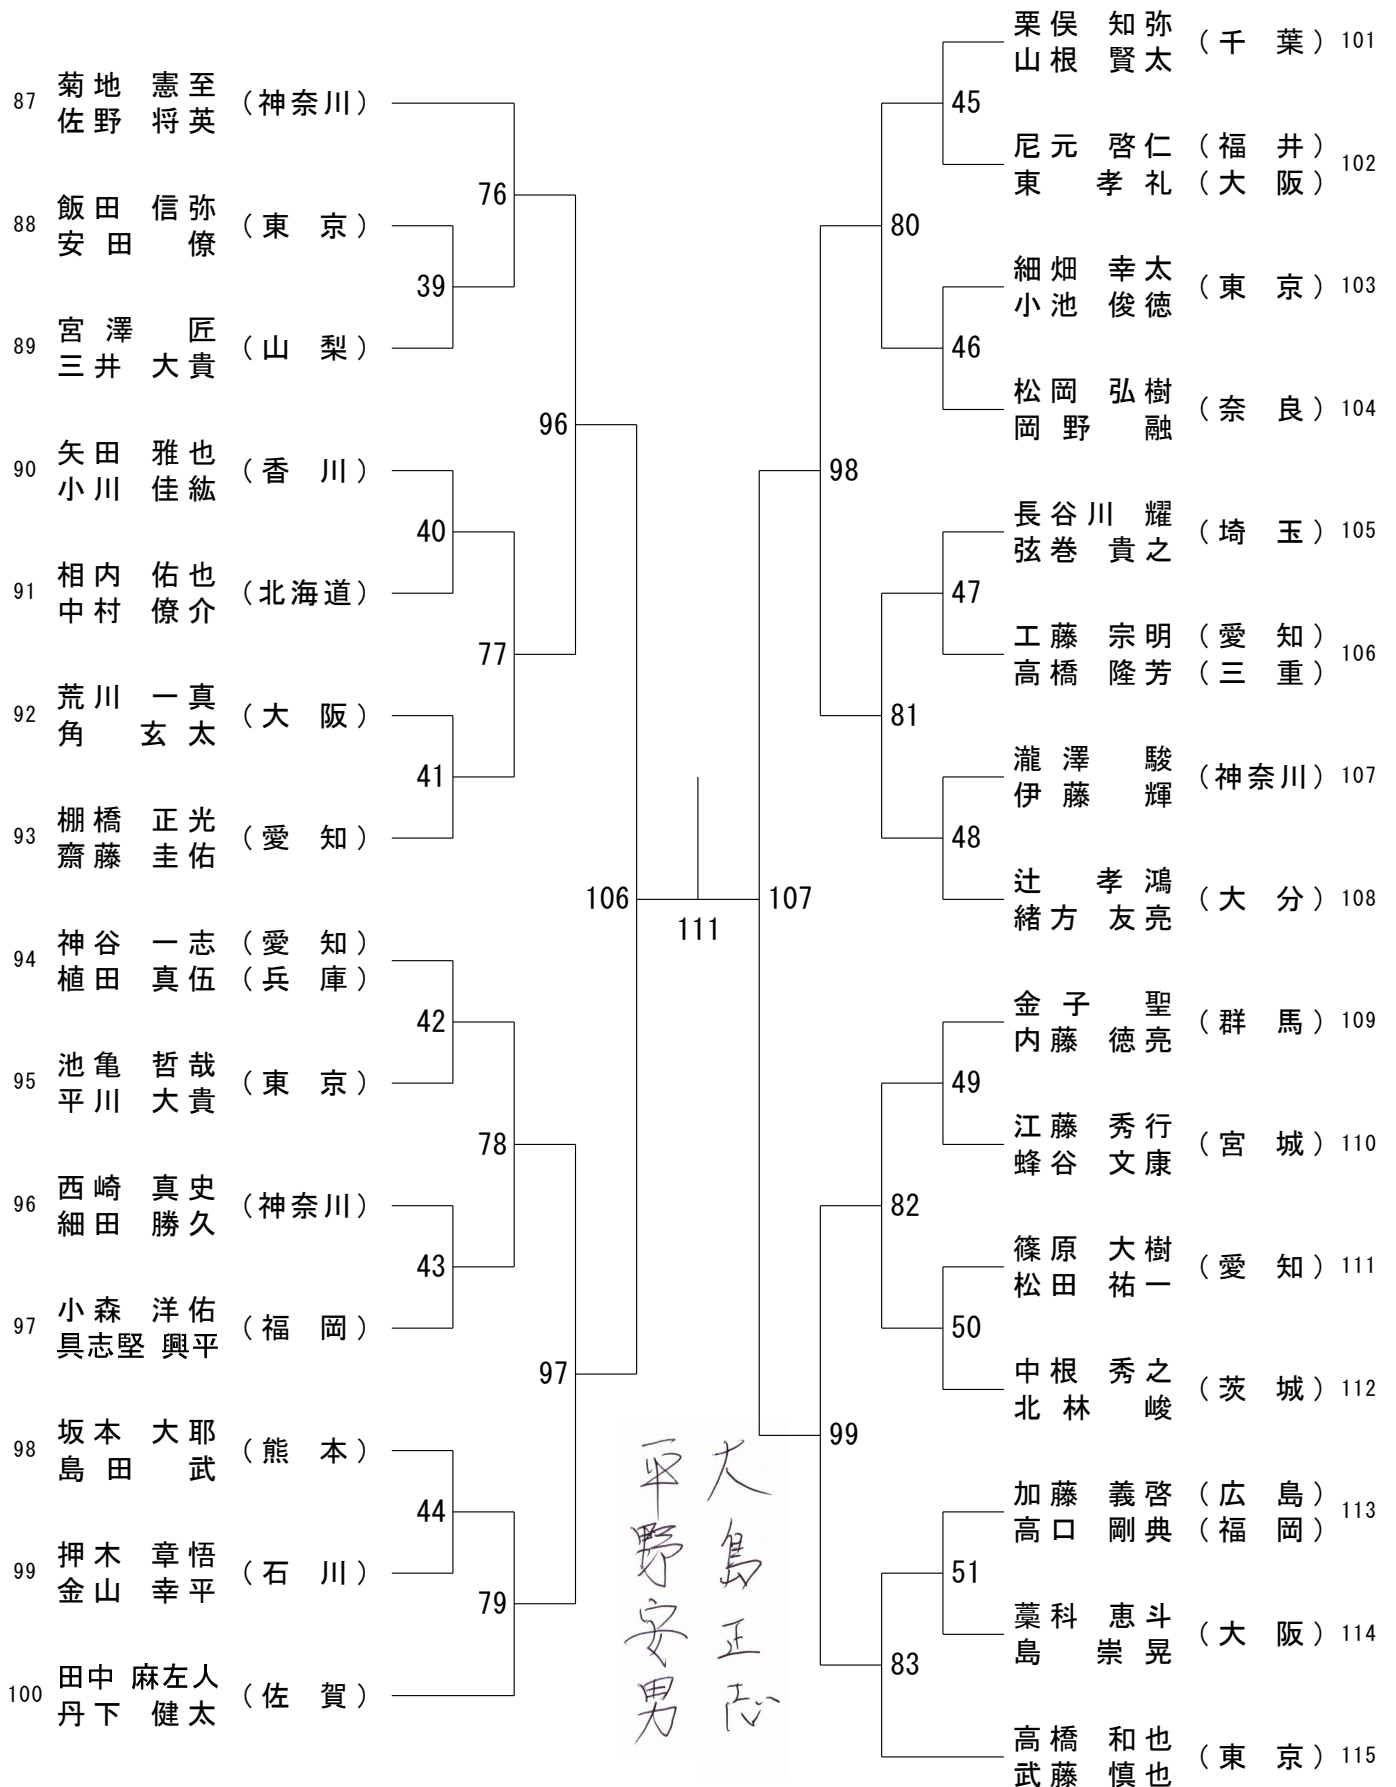 87 菊地 憲至 (神奈川)
佐野 将英
76
88 飯田 信弥 (東 京)
安田 僚
39
89 宮澤 匠 (山 梨)
三井 大貴
96
90 矢田 雅也 (香 川)
小川 佳紘
40
91 相内 佑也 (北海道)
中村 僚介
77
92 荒川 一真 (大 阪)
角 玄太
41
93 棚橋 正光 (愛 知)
齋藤 圭佑
106
94 神谷 一志 (愛 知)
植田 真伍 (兵 庫)
42
95 池亀 哲哉 (東 京)
平川 大貴
78
96 西崎 真史 (神奈川)
細田 勝久
43
97 小森 洋佑 (福 岡)
具志堅 興平
97
98 坂本 大耶 (熊 本)
島田 武
44
99 押木 章悟 (石 川)
金山 幸平
79
100 田中 麻左人 (佐 賀)
丹下 健太
111
栗俣 知弥 (千 葉) 101
山根 賢太
45
尼元 啓仁 (福 井) 102
東 孝礼 (大 阪)
80
細畑 幸太 (東 京) 103
小池 俊徳
46
松岡 弘樹 (奈 良) 104
岡野 融
98
長谷川 耀 (埼 玉) 105
弦巻 貴之
47
工藤 宗明 (愛 知) 106
高橋 隆芳 (三 重)
81
瀧澤 駿 (神奈川) 107
伊藤 輝
48
辻 孝鴻 (大 分) 108
緒方 友亮
107
金子 聖 (群 馬) 109
内藤 徳亮
49
江藤 秀行 (宮 城) 110
蜂谷 文康
82
篠原 大樹 (愛 知) 111
松田 祐一
50
中根 秀之 (茨 城) 112
北林 峻
99
加藤 義啓 (広 島) 113
高口 剛典 (福 岡)
51
藁科 恵斗 (大 阪) 114
島 崇晃
83
高橋 和也 (東 京) 115
武藤 慎也
大島正志
平野安男